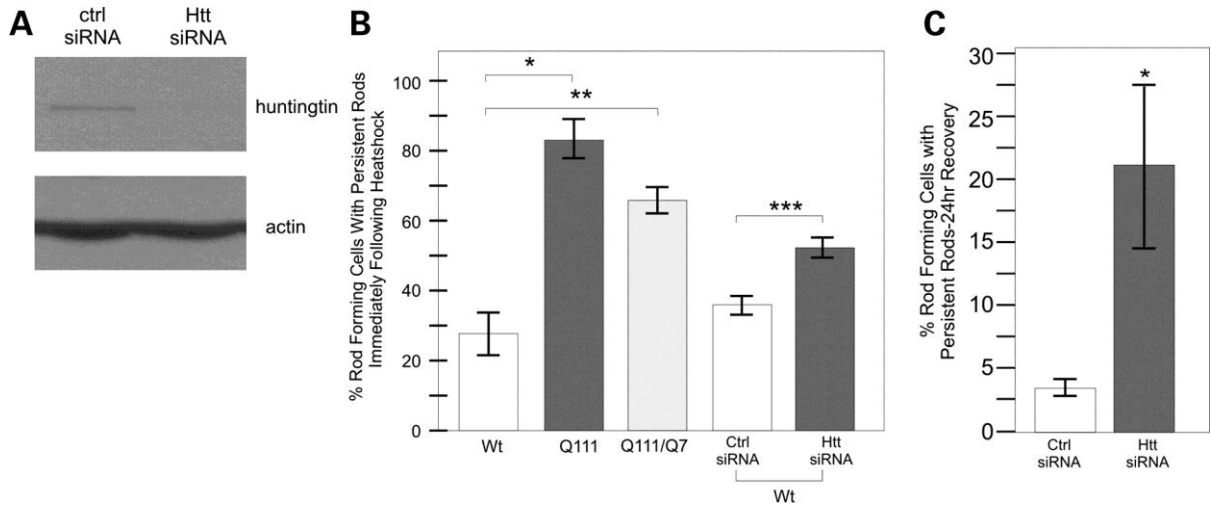 A
ctrl
siRNA
Htt
siRNA
huntingtin
actin
B
% Rod Forming Cells With Persistent Rods
Immediately Following Heatshock
100
80
60
40
20
0
*
**
***
Wt
Q111
Q111/Q7
Ctrl
siRNA
Htt
siRNA
Wt
C
% Rod Forming Cells with
Persistent Rods-24hr Recovery
30
25
20
15
10
5
0
*
Ctrl
siRNA
Htt
siRNA